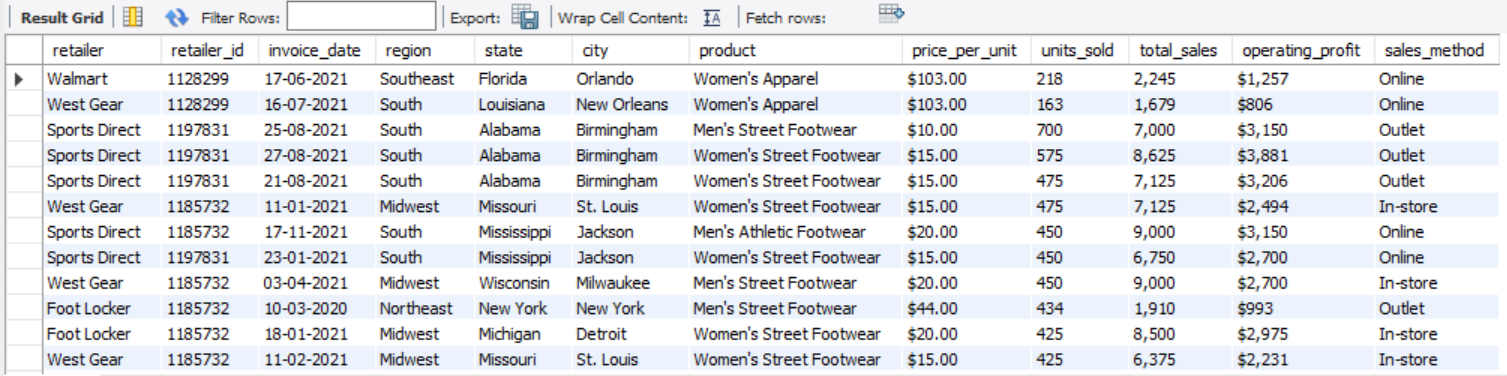 Result Grid Filter Rows: Export: Wrap Cell Content: IA Fetch rows:
retailer retailer_id invoice_date region state city product price_per_unit units_sold total_sales operating_profit sales_method
Walmart 1128299 17-06-2021 Southeast Florida Orlando Women's Apparel $103.00 218 2,245 $1,257 Online
West Gear 1128299 16-07-2021 South Louisiana New Orleans Women's Apparel $103.00 163 1,679 $806 Online
Sports Direct 1197831 25-08-2021 South Alabama Birmingham Men's Street Footwear $10.00 700 7,000 $3,150 Outlet
Sports Direct 1197831 27-08-2021 South Alabama Birmingham Women's Street Footwear $15.00 575 8,625 $3,881 Outlet
Sports Direct 1197831 21-08-2021 South Alabama Birmingham Women's Street Footwear $15.00 475 7,125 $3,206 Outlet
West Gear 1185732 11-01-2021 Midwest Missouri St. Louis Women's Street Footwear $15.00 475 7,125 $2,494 In-store
Sports Direct 1185732 17-11-2021 South Mississippi Jackson Men's Athletic Footwear $20.00 450 9,000 $3,150 Online
Sports Direct 1197831 23-01-2021 South Mississippi Jackson Women's Street Footwear $15.00 450 6,750 $2,700 Online
West Gear 1185732 03-04-2021 Midwest Wisconsin Milwaukee Men's Street Footwear $20.00 450 9,000 $2,700 In-store
Foot Locker 1185732 10-03-2020 Northeast New York New York Men's Street Footwear $44.00 434 1,910 $993 Outlet
Foot Locker 1185732 18-01-2021 Midwest Michigan Detroit Women's Street Footwear $20.00 425 8,500 $2,975 In-store
West Gear 1185732 11-02-2021 Midwest Missouri St. Louis Women's Street Footwear $15.00 425 6,375 $2,231 In-store